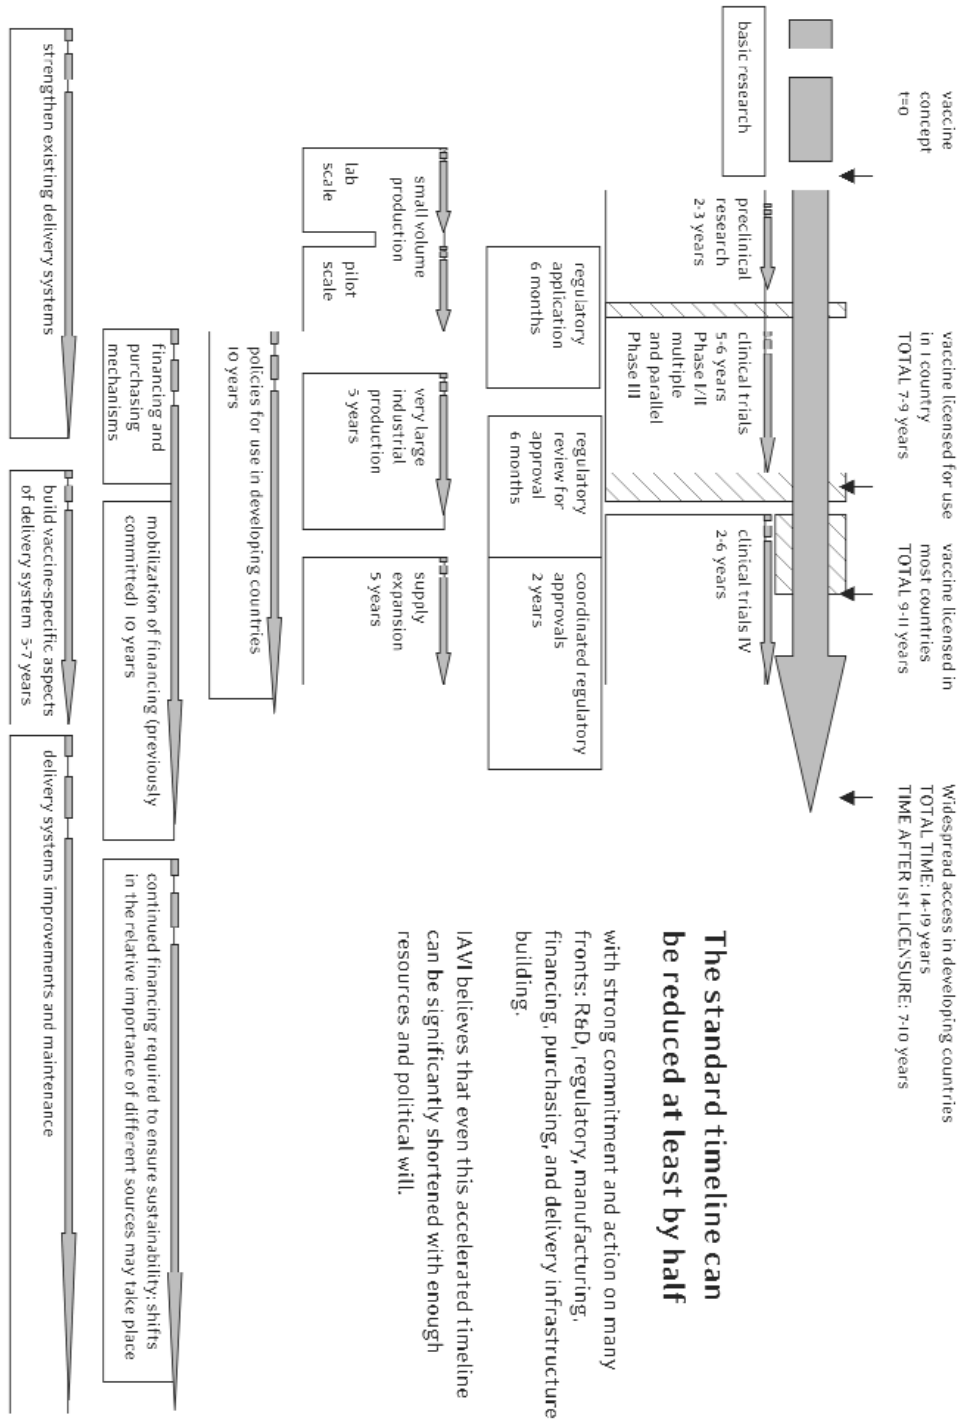 vaccine
concept
t=0
vaccine licensed for use
in 1 country
TOTAL 7-9 years
vaccine licensed in
most countries
TOTAL 9-11 years
Widespread access in developing countries
TOTAL TIME: 14-19 years
TIME AFTER 1st LICENSURE: 7-10 years
basic research
preclinical
research
2-3 years
clinical trials
5-6 years
Phase I/II
multiple
and parallel
Phase III
clinical trials IV
2-6 years
regulatory
application
6 months
regulatory
review for
approval
6 months
coordinated regulatory
approvals
2 years
small volume
production
lab
scale
pilot
scale
very large
industrial
production
5 years
supply
expansion
5 years
policies for use in developing countries
10 years
financing and
purchasing
mechanisms
mobilization of financing (previously
committed) 10 years
continued financing required to ensure sustainability; shifts
in the relative importance of different sources may take place
strengthen existing delivery systems
build vaccine-specific aspects
of delivery system 5-7 years
delivery systems improvements and maintenance
The standard timeline can
be reduced at least by half
with strong commitment and action on many
fronts: R&D, regulatory, manufacturing,
financing, purchasing, and delivery infrastructure
building.
IAVI believes that even this accelerated timeline
can be significantly shortened with enough
resources and political will.